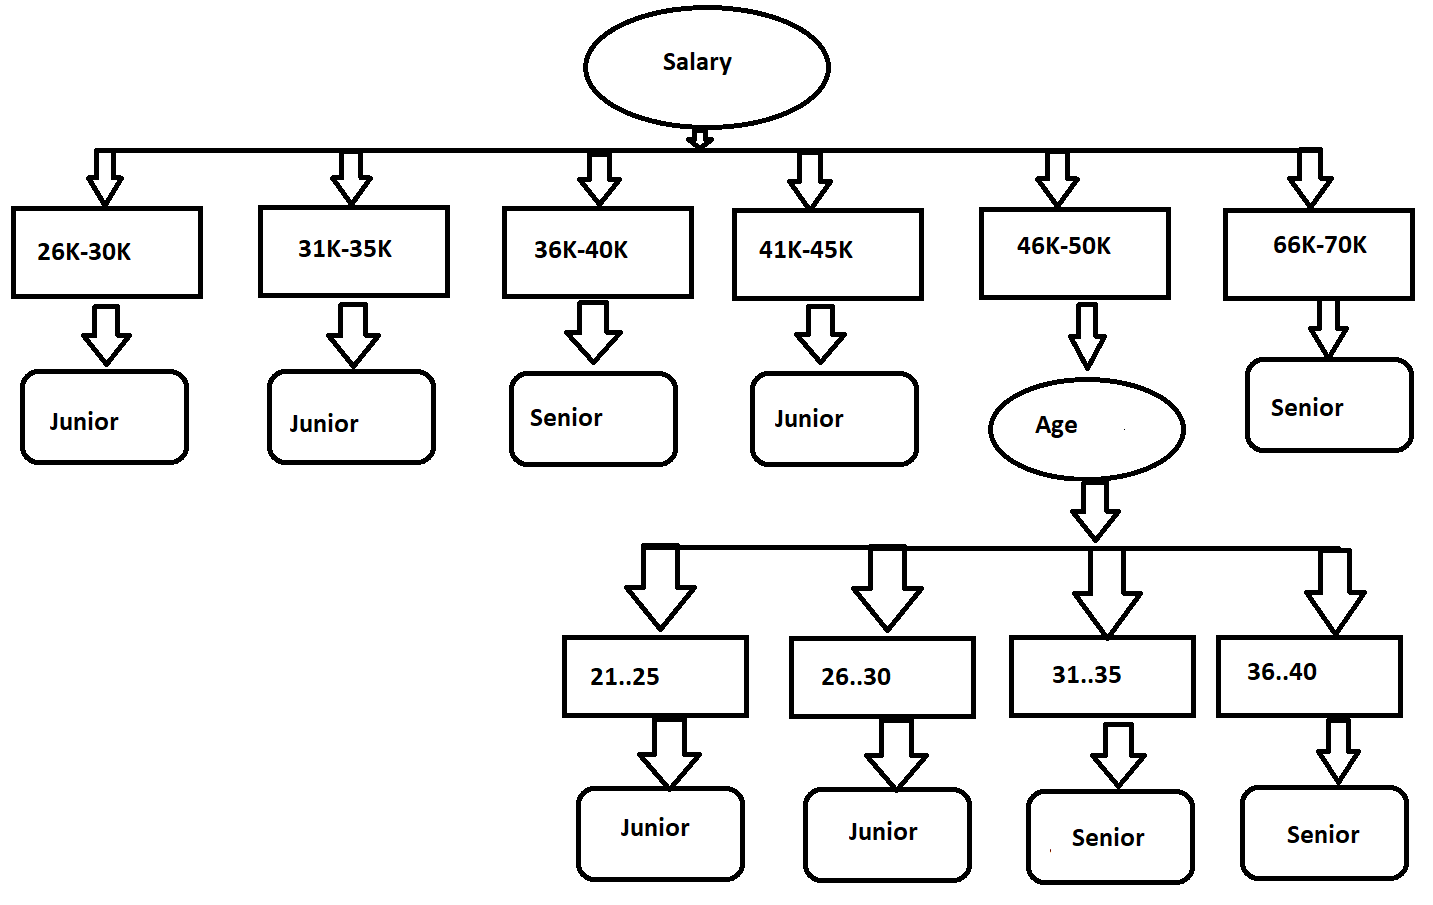 Salary
26K-30K
31K-35K
36K-40K
41K-45K
46K-50K
66K-70K
Junior
Junior
Senior
Junior
Age
Senior
21..25
26..30
31..35
36..40
Junior
Junior
Senior
Senior